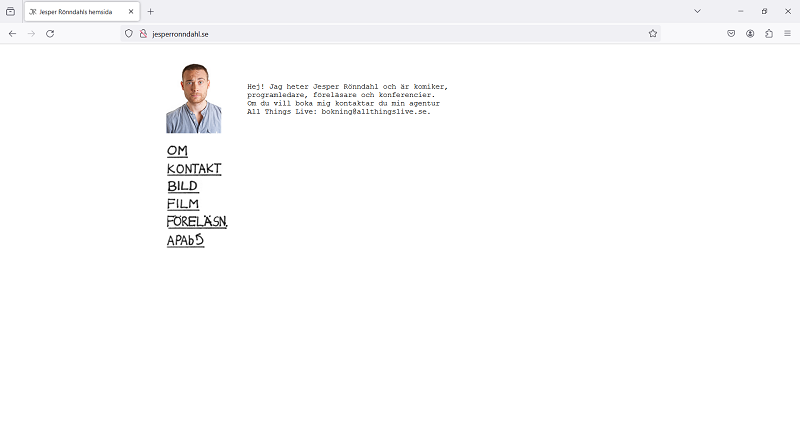 Jesper Rönndahls hemsida
jesperronndahl.se
Hej! Jag heter Jesper Rönndahl och är komiker,
programledare, föreläsare och konferencier.
Om du vill boka mig kontaktar du min agentur
All Things Live: bokning@allthingslive.se.
OM
KONTAKT
BILD
FILM
FÖRELÄSN.
APAb5